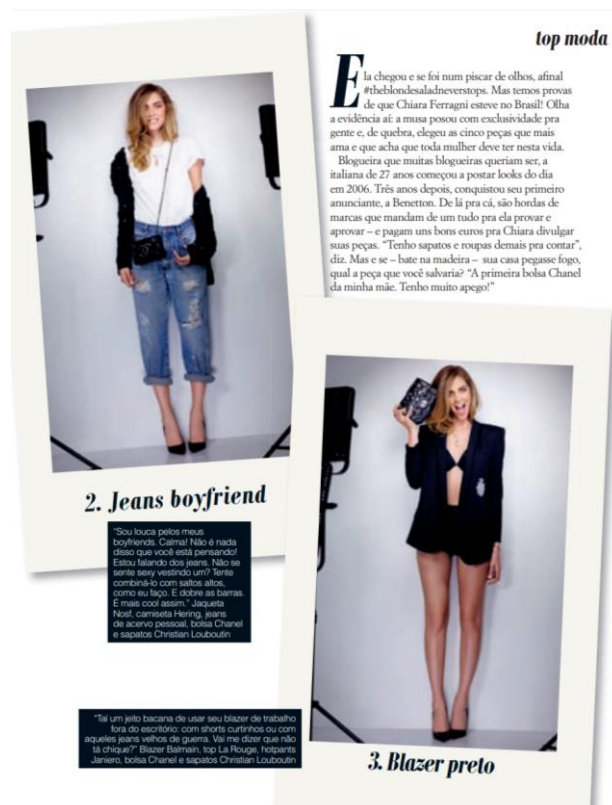 top moda
Ela chegou e se foi num piscar de olhos, afinal
#theblondesaladneverstops. Mas temos provas
de que Chiara Ferragni esteve no Brasil! Olha
a evidência aí: a musa posou com exclusividade pra
gente e, de quebra, elegeu as cinco peças que mais
ama e que acha que toda mulher deve ter nesta vida.
Blogueira que muitas blogueiras queriam ser, a
italiana de 27 anos começou a postar looks do dia
em 2006. Três anos depois, conquistou seu primeiro
anunciante, a Benetton. De lá pra cá, são hordas de
marcas que mandam de um tudo pra ela provar e
aprovar – e pagam uns bons euros pra Chiara divulgar
suas peças. “Tenho sapatos e roupas demais pra contar”,
diz. Mas e se – bate na madeira – sua casa pegasse fogo,
qual a peça que você salvaria? “A primeira bolsa Chanel
da minha mãe. Tenho muito apego!”
2. Jeans boyfriend
“Sou louca pelos meus
boyfriends. Calma! Não é nada
disso que você está pensando!
Estou falando dos jeans. Não se
sente sexy vestindo um? Tente
combiná-lo com saltos altos,
como eu faço. E dobre as barras.
É mais cool assim.” Jaqueta
Nosf, camiseta Hering, jeans
de acervo pessoal, bolsa Chanel
e sapatos Christian Louboutin
“Taí um jeito bacana de usar seu blazer de trabalho
fora do escritório: com shorts curtinhos ou com
aqueles jeans velhos de guerra. Vai me dizer que não
tá chique?” Blazer Balmain, top La Rouge, hotpants
Janiero, bolsa Chanel e sapatos Christian Louboutin
3. Blazer preto